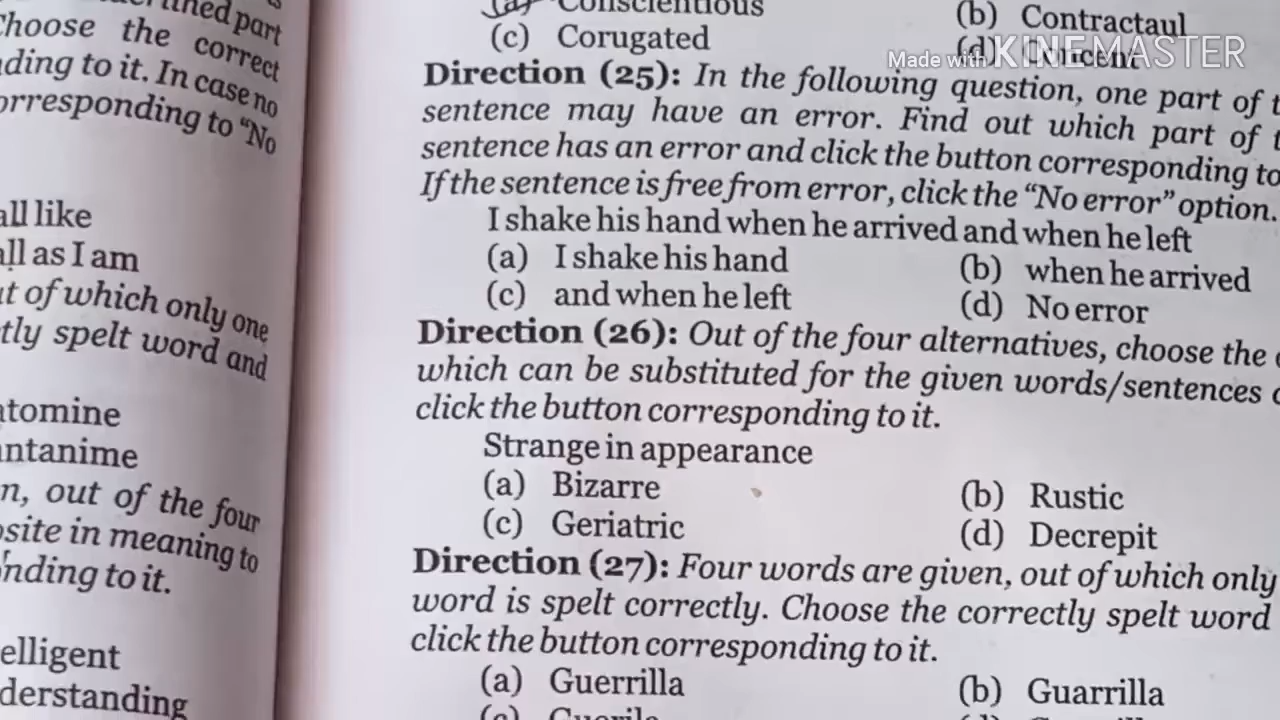 ined part
hoose the correct
ding to it. In case no
orresponding to "No
all like
all as I am
t of which only one
tly spelt word and
tomine
ntanime
n, out of the four
site in meaning to
nding to it.
elligent
derstanding
(a) Conscientious
(b) Contractaul
(c) Corugated
(d)
Made with KINEMASTER
Direction (25): In the following question, one part of t
sentence may have an error. Find out which part of t
sentence has an error and click the button corresponding to
If the sentence is free from error, click the "No error" option.
I shake his hand when he arrived and when he left
(a) I shake his hand
(b) when he arrived
(c) and when he left
(d) No error
Direction (26): Out of the four alternatives, choose the
which can be substituted for the given words/sentences
click the button corresponding to it.
Strange in appearance
(a) Bizarre
(b) Rustic
(c) Geriatric
(d) Decrepit
Direction (27): Four words are given, out of which only
word is spelt correctly. Choose the correctly spelt word
click the button corresponding to it.
(a) Guerrilla
(b) Guarrilla